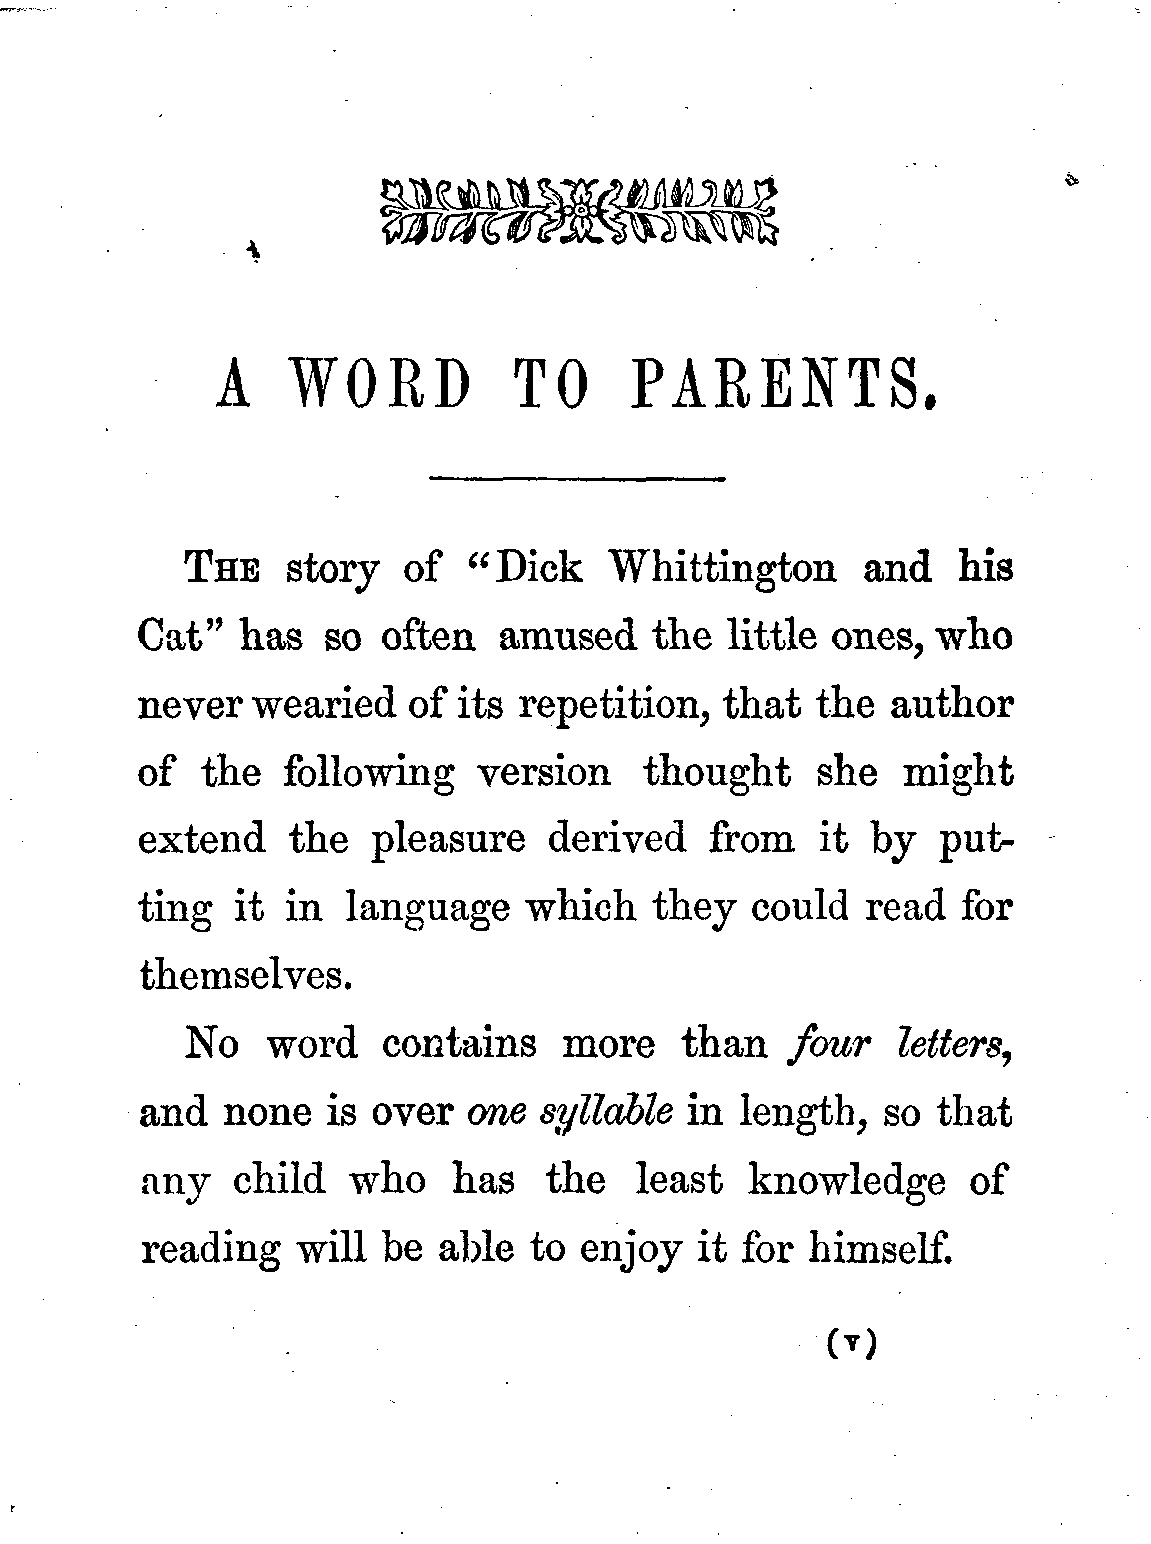 A WORD TO PARENTS.
THE story of “Dick Whittington and his
Cat” has so often amused the little ones, who
never wearied of its repetition, that the author
of the following version thought she might
extend the pleasure derived from it by put-
ting it in language which they could read for
themselves.
No word contains more than four letters,
and none is over one syllable in length, so that
any child who has the least knowledge of
reading will be able to enjoy it for himself.
(v)